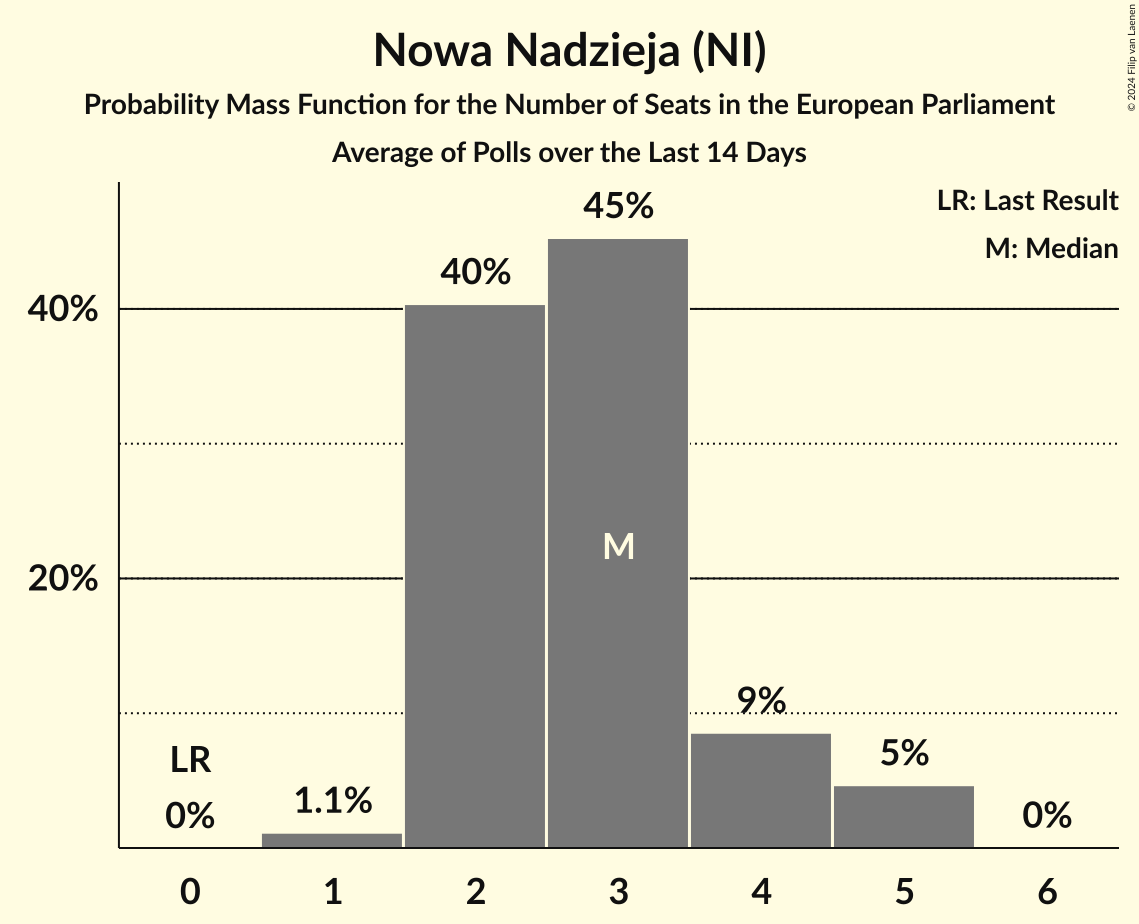 Nowa Nadzieja (NI)
Probability Mass Function for the Number of Seats in the European Parliament
Average of Polls over the Last 14 Days
© 2024 Filip van Laenen
LR: Last Result
M: Median
45%
40%
40%
M
20%
9%
5%
LR
1.1%
0%
0%
0 1 2 3 4 5 6